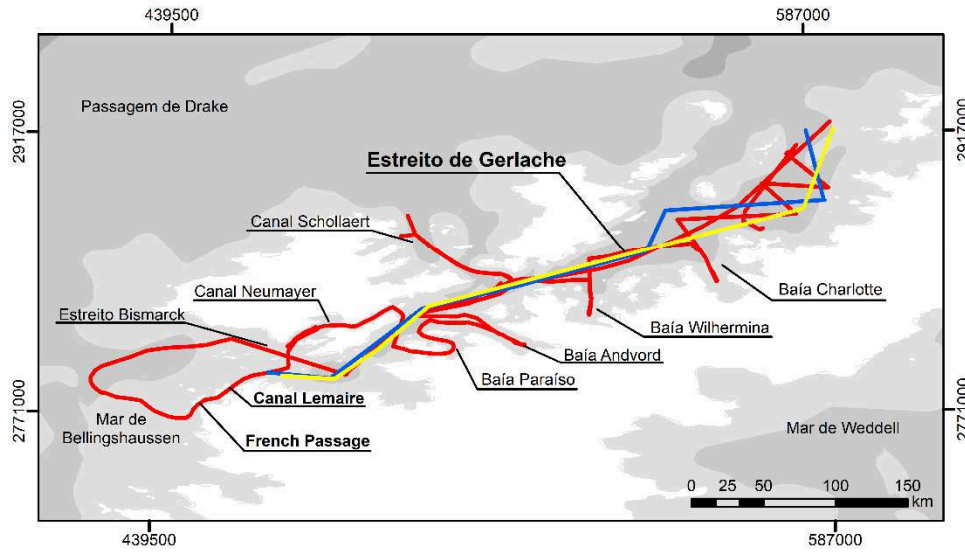 439500
587000
Passagem de Drake
2917000
2917000
Estreito de Gerlache
Canal Schollaert
Canal Neumayer
Baía Charlotte
Estreito Bismarck
Baía Wilhermina
Baía Andvord
Baía Paraíso
Canal Lemaire
2771000
2771000
Mar de
Bellingshaussen
French Passage
Mar de Weddell
0 25 50 100 150
km
439500
587000